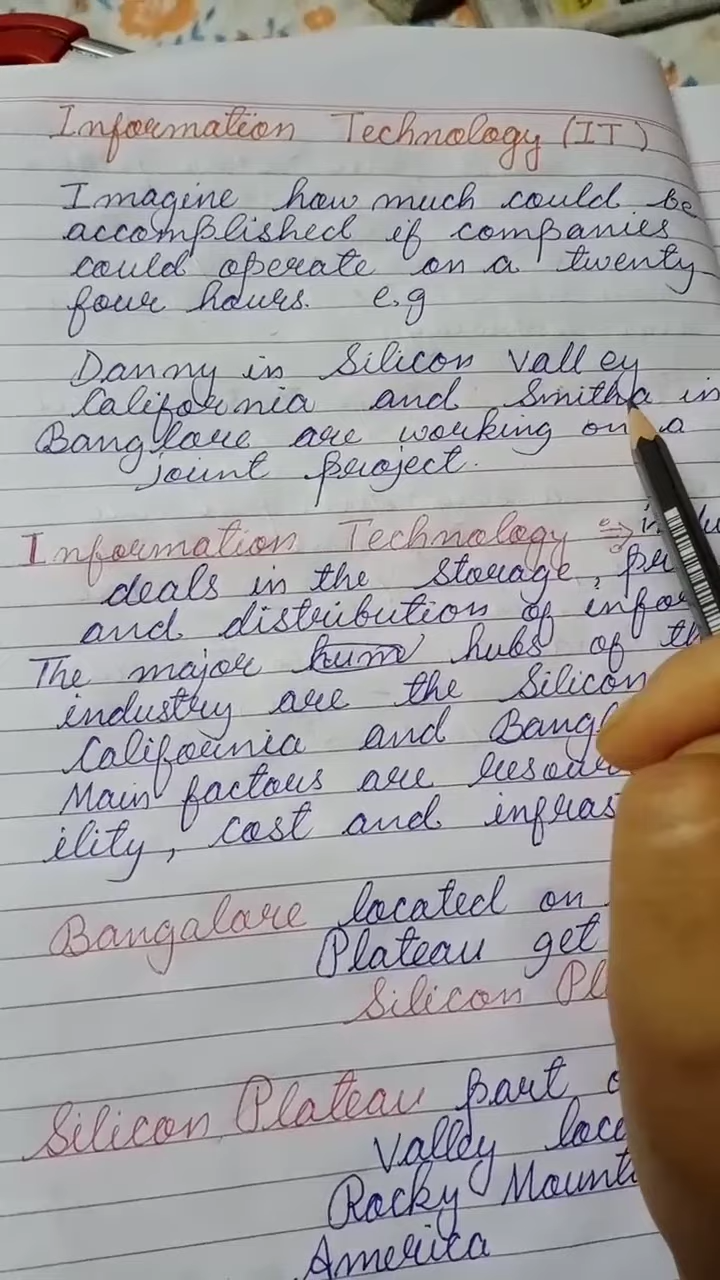 Information Technology (IT)
Imagine how much could be
accomplished if companies
could operate on a twenty
four hours. e.g
Danny in Silicon Valley
California and Smitha in
Banglore are working on a
joint project.
Information Technology ⇒
deals in the storage,
and distribution of
The major hubs of
industry are the Silicon
California and
Main factors are
ility, cost and
Bangalore located on
Plateau get
Silicon
Silicon Plateau part
Valley
Rocky
America